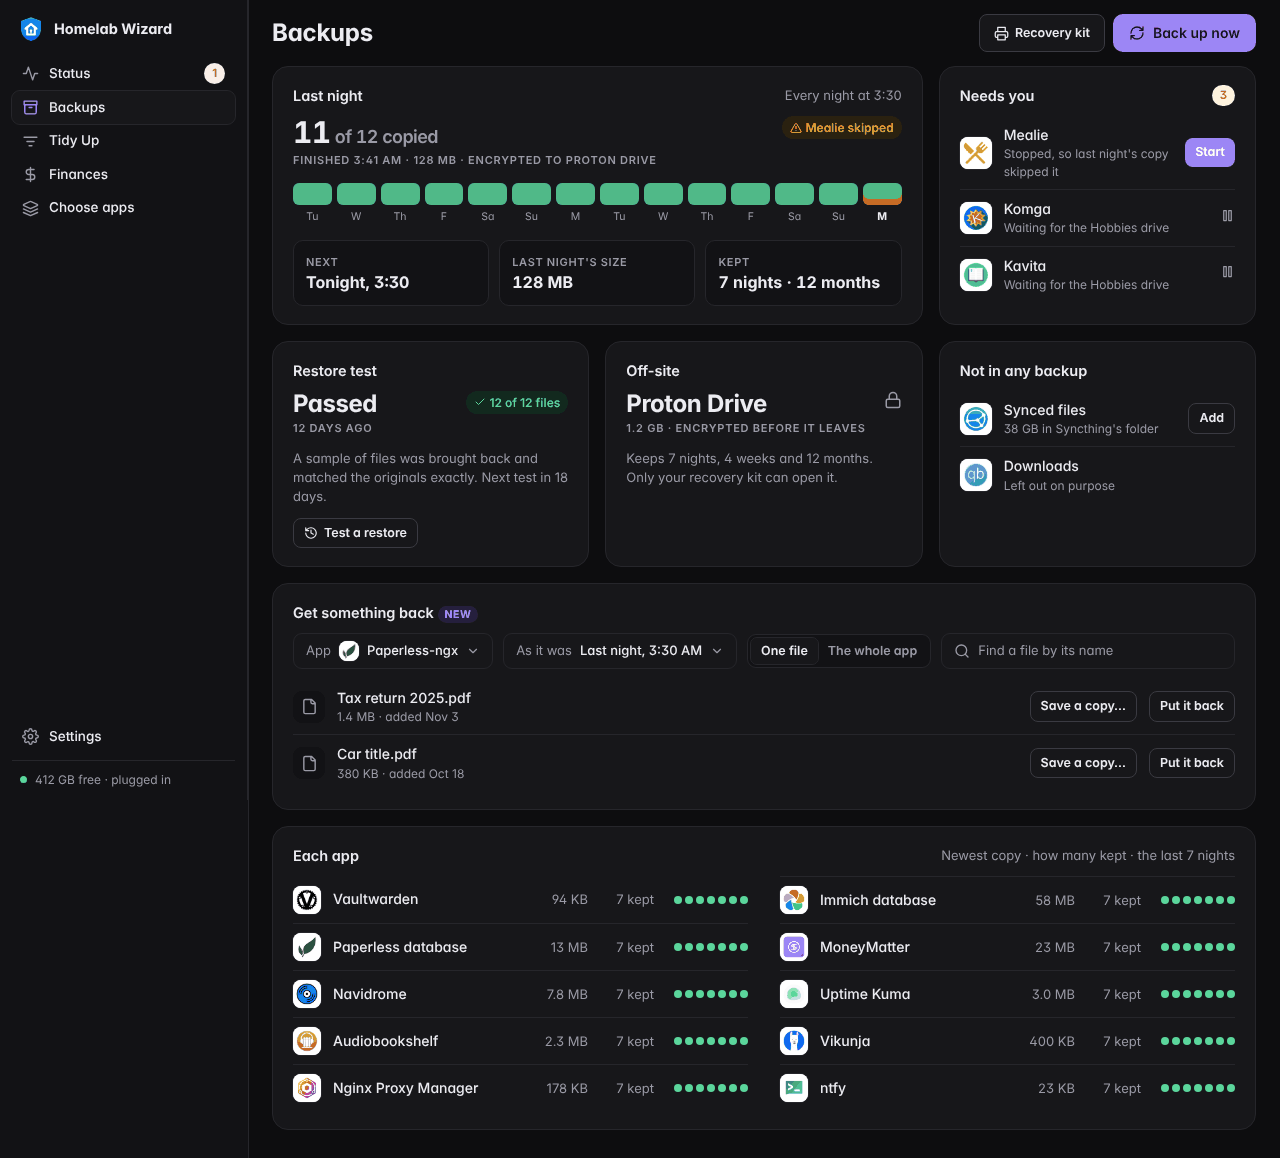 Homelab Wizard
Status
1
Backups
Tidy Up
Finances
Choose apps
Settings
412 GB free · plugged in
Backups
Recovery kit
Back up now
Last night
Every night at 3:30
11 of 12 copied
Mealie skipped
FINISHED 3:41 AM · 128 MB · ENCRYPTED TO PROTON DRIVE
Tu W Th F Sa Su M Tu W Th F Sa Su M
NEXT
Tonight, 3:30
LAST NIGHT'S SIZE
128 MB
KEPT
7 nights · 12 months
Needs you
3
Mealie
Stopped, so last night's copy
skipped it
Start
Komga
Waiting for the Hobbies drive
Kavita
Waiting for the Hobbies drive
Restore test
Passed
12 of 12 files
12 DAYS AGO
A sample of files was brought back and
matched the originals exactly. Next test in 18
days.
Test a restore
Off-site
Proton Drive
1.2 GB · ENCRYPTED BEFORE IT LEAVES
Keeps 7 nights, 4 weeks and 12 months.
Only your recovery kit can open it.
Not in any backup
Synced files
38 GB in Syncthing's folder
Add
qb
Downloads
Left out on purpose
Get something back NEW
App Paperless-ngx
As it was Last night, 3:30 AM
One file
The whole app
Find a file by its name
Tax return 2025.pdf
1.4 MB · added Nov 3
Save a copy...
Put it back
Car title.pdf
380 KB · added Oct 18
Save a copy...
Put it back
Each app
Newest copy · how many kept · the last 7 nights
Vaultwarden 94 KB 7 kept
Immich database 58 MB 7 kept
Paperless database 13 MB 7 kept
MoneyMatter 23 MB 7 kept
Navidrome 7.8 MB 7 kept
Uptime Kuma 3.0 MB 7 kept
Audiobookshelf 2.3 MB 7 kept
Vikunja 400 KB 7 kept
Nginx Proxy Manager 178 KB 7 kept
ntfy 23 KB 7 kept